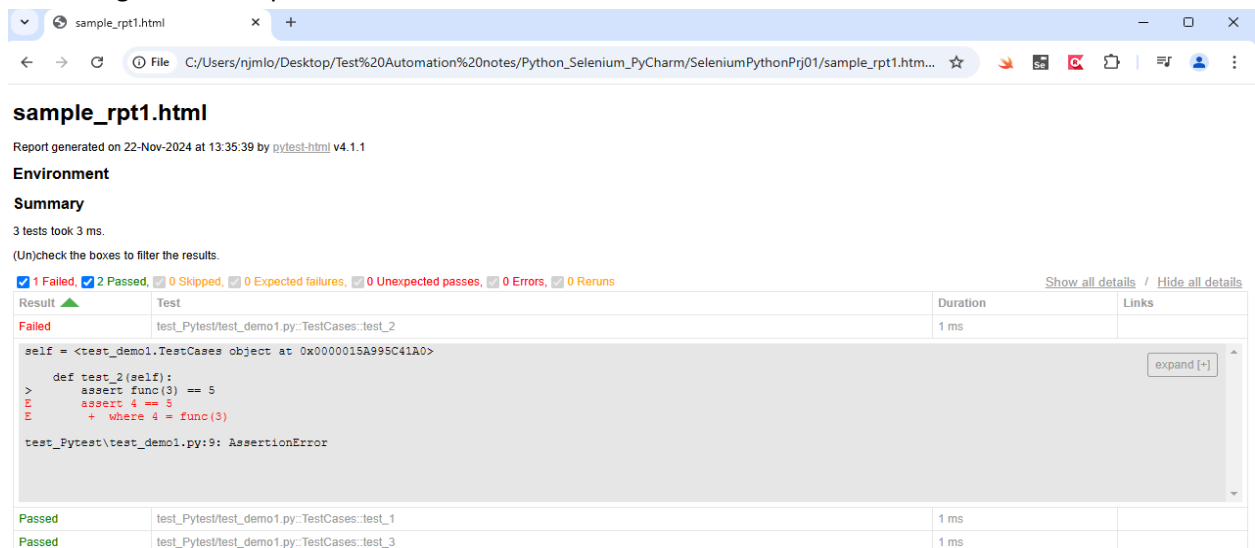 sample_rpt1.html
File C:/Users/njmlo/Desktop/Test%20Automation%20notes/Python_Selenium_PyCharm/SeleniumPythonPrj01/sample_rpt1.htm...
Se
sample_rpt1.html
Report generated on 22-Nov-2024 at 13:35:39 by pytest-html v4.1.1
Environment
Summary
3 tests took 3 ms.
(Un)check the boxes to filter the results.
1 Failed, 2 Passed, 0 Skipped, 0 Expected failures, 0 Unexpected passes, 0 Errors, 0 Reruns Show all details / Hide all details
Result Test Duration Links
Failed test_Pytest/test_demo1.py::TestCases::test_2 1 ms
self = <test_demo1.TestCases object at 0x0000015A995C41A0>
expand [+]
def test_2(self):
> assert func(3) == 5
E assert 4 == 5
E + where 4 = func(3)
test_Pytest\test_demo1.py:9: AssertionError
Passed test_Pytest/test_demo1.py::TestCases::test_1 1 ms
Passed test_Pytest/test_demo1.py::TestCases::test_3 1 ms